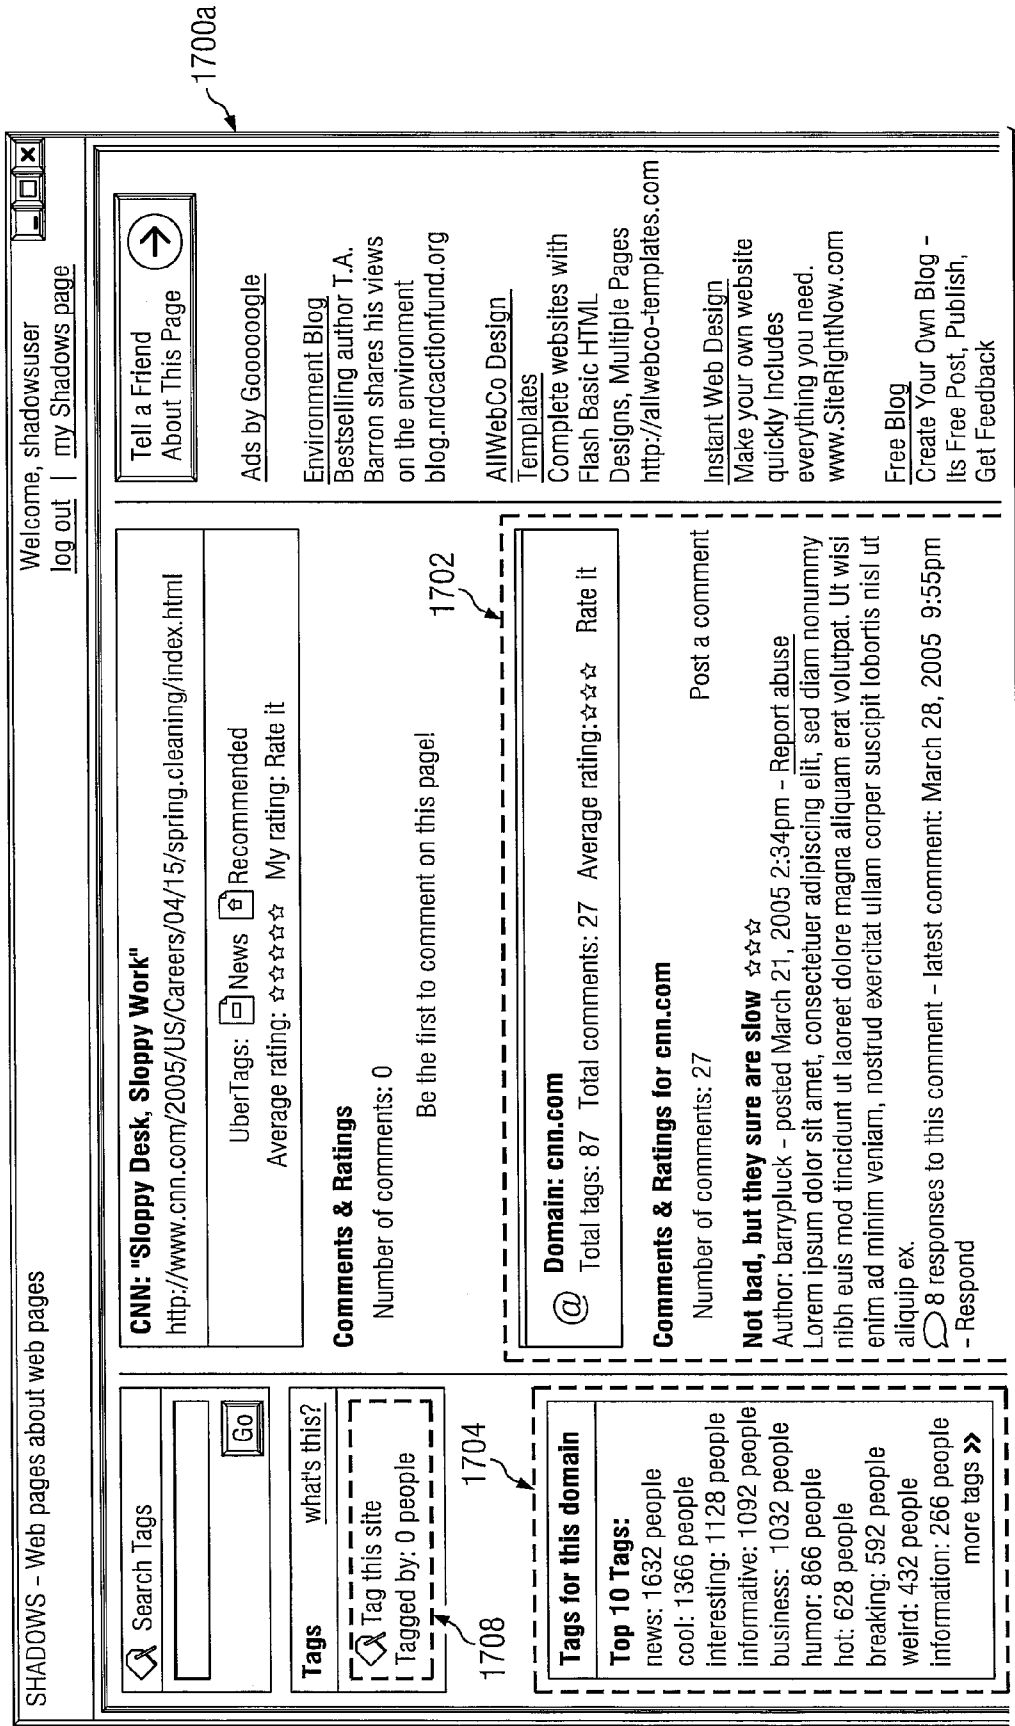 SHADOWS – Web pages about web pages
Welcome, shadowsuser
log out | my Shadows page
Search Tags
Go
Tags
what's this?
Tag this site
Tagged by: 0 people
1708
1704
Tags for this domain
Top 10 Tags:
news: 1632 people
cool: 1366 people
interesting: 1128 people
informative: 1092 people
business: 1032 people
humor: 866 people
hot: 628 people
breaking: 592 people
weird: 432 people
information: 266 people
more tags »
CNN: "Sloppy Desk, Sloppy Work"
http://www.cnn.com/2005/US/Careers/04/15/spring.cleaning/index.html
UberTags: News Recommended
Average rating: ☆☆☆☆☆ My rating: Rate it
Comments & Ratings
Number of comments: 0
Be the first to comment on this page!
1702
@ Domain: cnn.com
Total tags: 87 Total comments: 27 Average rating:☆☆☆ Rate it
Comments & Ratings for cnn.com
Number of comments: 27
Post a comment
Not bad, but they sure are slow ☆☆☆
Author: barrypluck – posted March 21, 2005 2:34pm – Report abuse
Lorem ipsum dolor sit amet, consectetuer adipiscing elit, sed diam nonummy
nibh euis mod tincidunt ut laoreet dolore magna aliquam erat volutpat. Ut wisi
enim ad minim veniam, nostrud exercitat ullam corper suscipit lobortis nisl ut
aliquip ex.
8 responses to this comment – latest comment: March 28, 2005 9:55pm
– Respond
Tell a Friend
About This Page
Ads by Gooooooogle
Environment Blog
Bestselling author T.A.
Barron shares his views
on the environment
blog.nrdcactionfund.org
AllWebCo Design
Templates
Complete websites with
Flash Basic HTML
Designs, Multiple Pages
http://allwebco-templates.com
Instant Web Design
Make your own website
quickly Includes
everything you need.
www.SiteRightNow.com
Free Blog
Create Your Own Blog –
Its Free Post, Publish,
Get Feedback
1700a